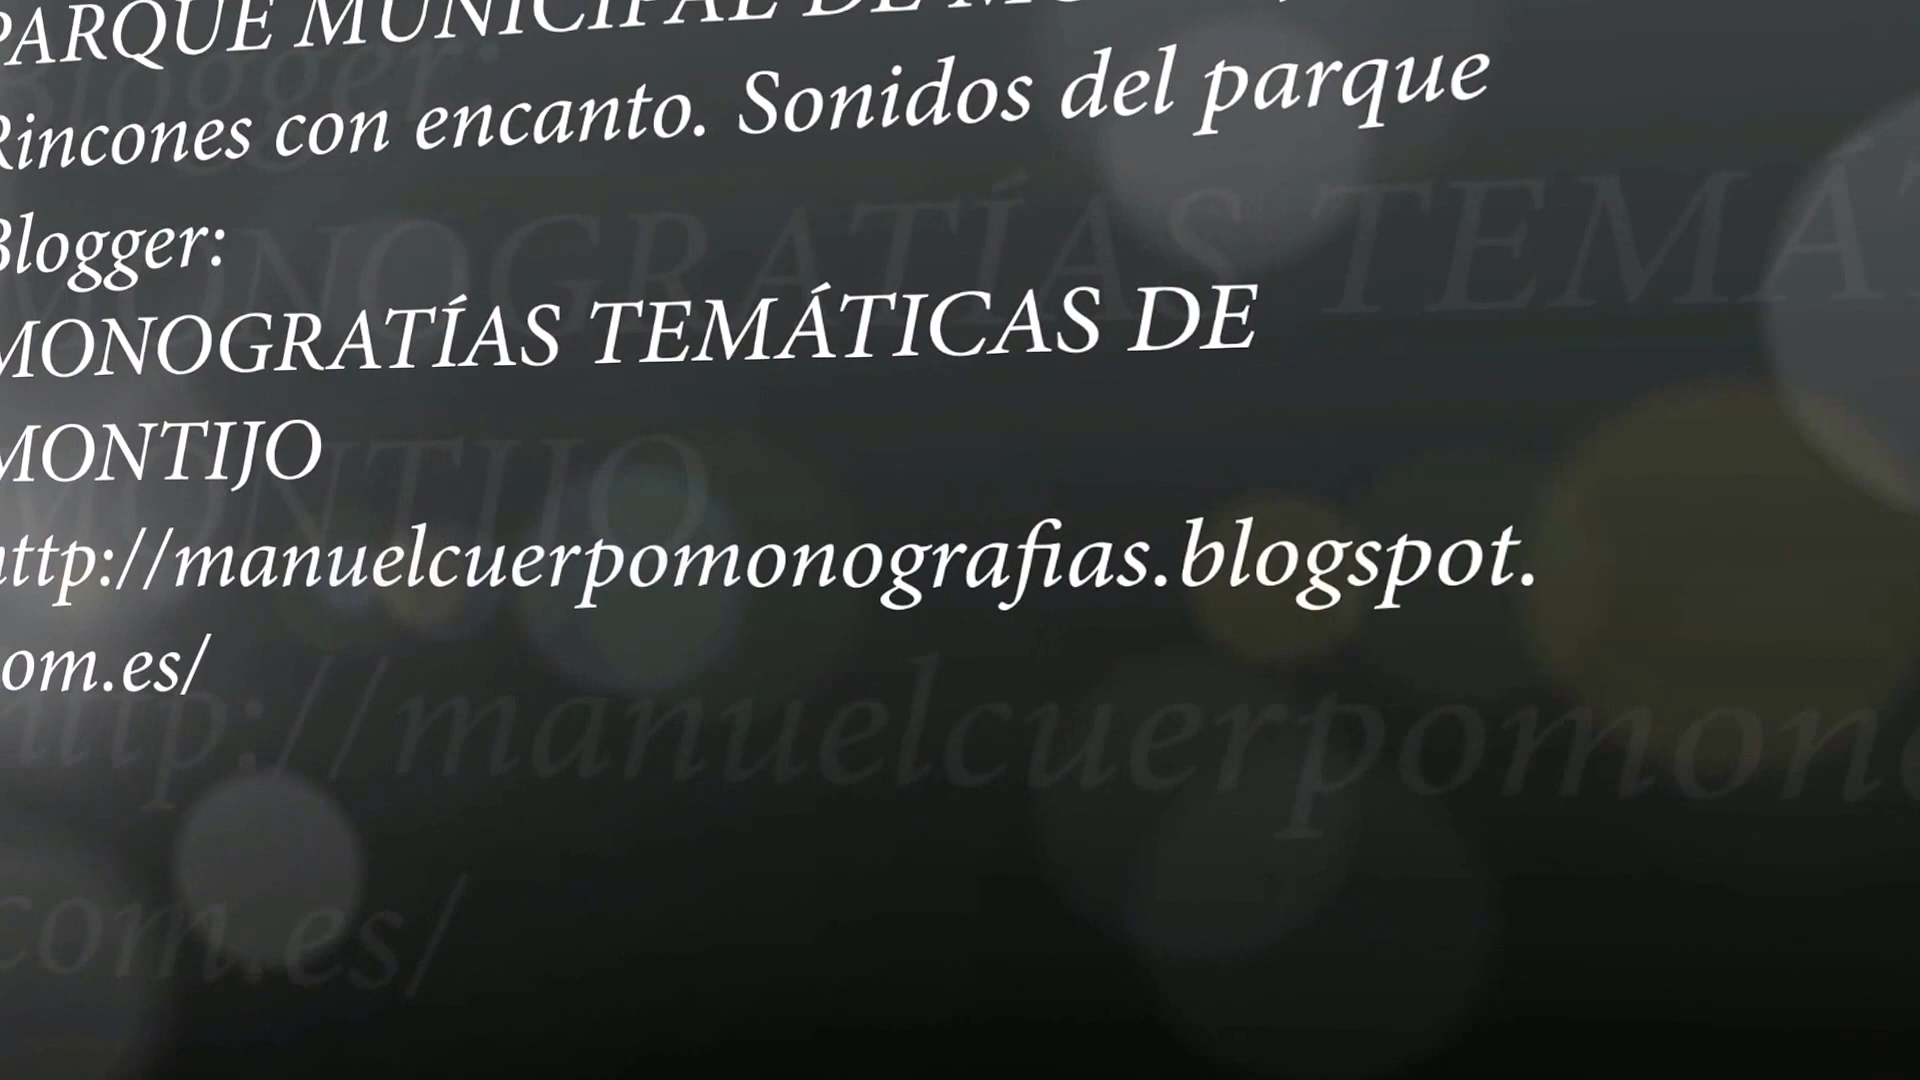 PARQUE MUNICIPAL DE
Rincones con encanto. Sonidos del parque
Blogger:
MONOGRATÍAS TEMÁTICAS DE
MONTIJO
http://manuelcuerpomonografias.blogspot.
com.es/